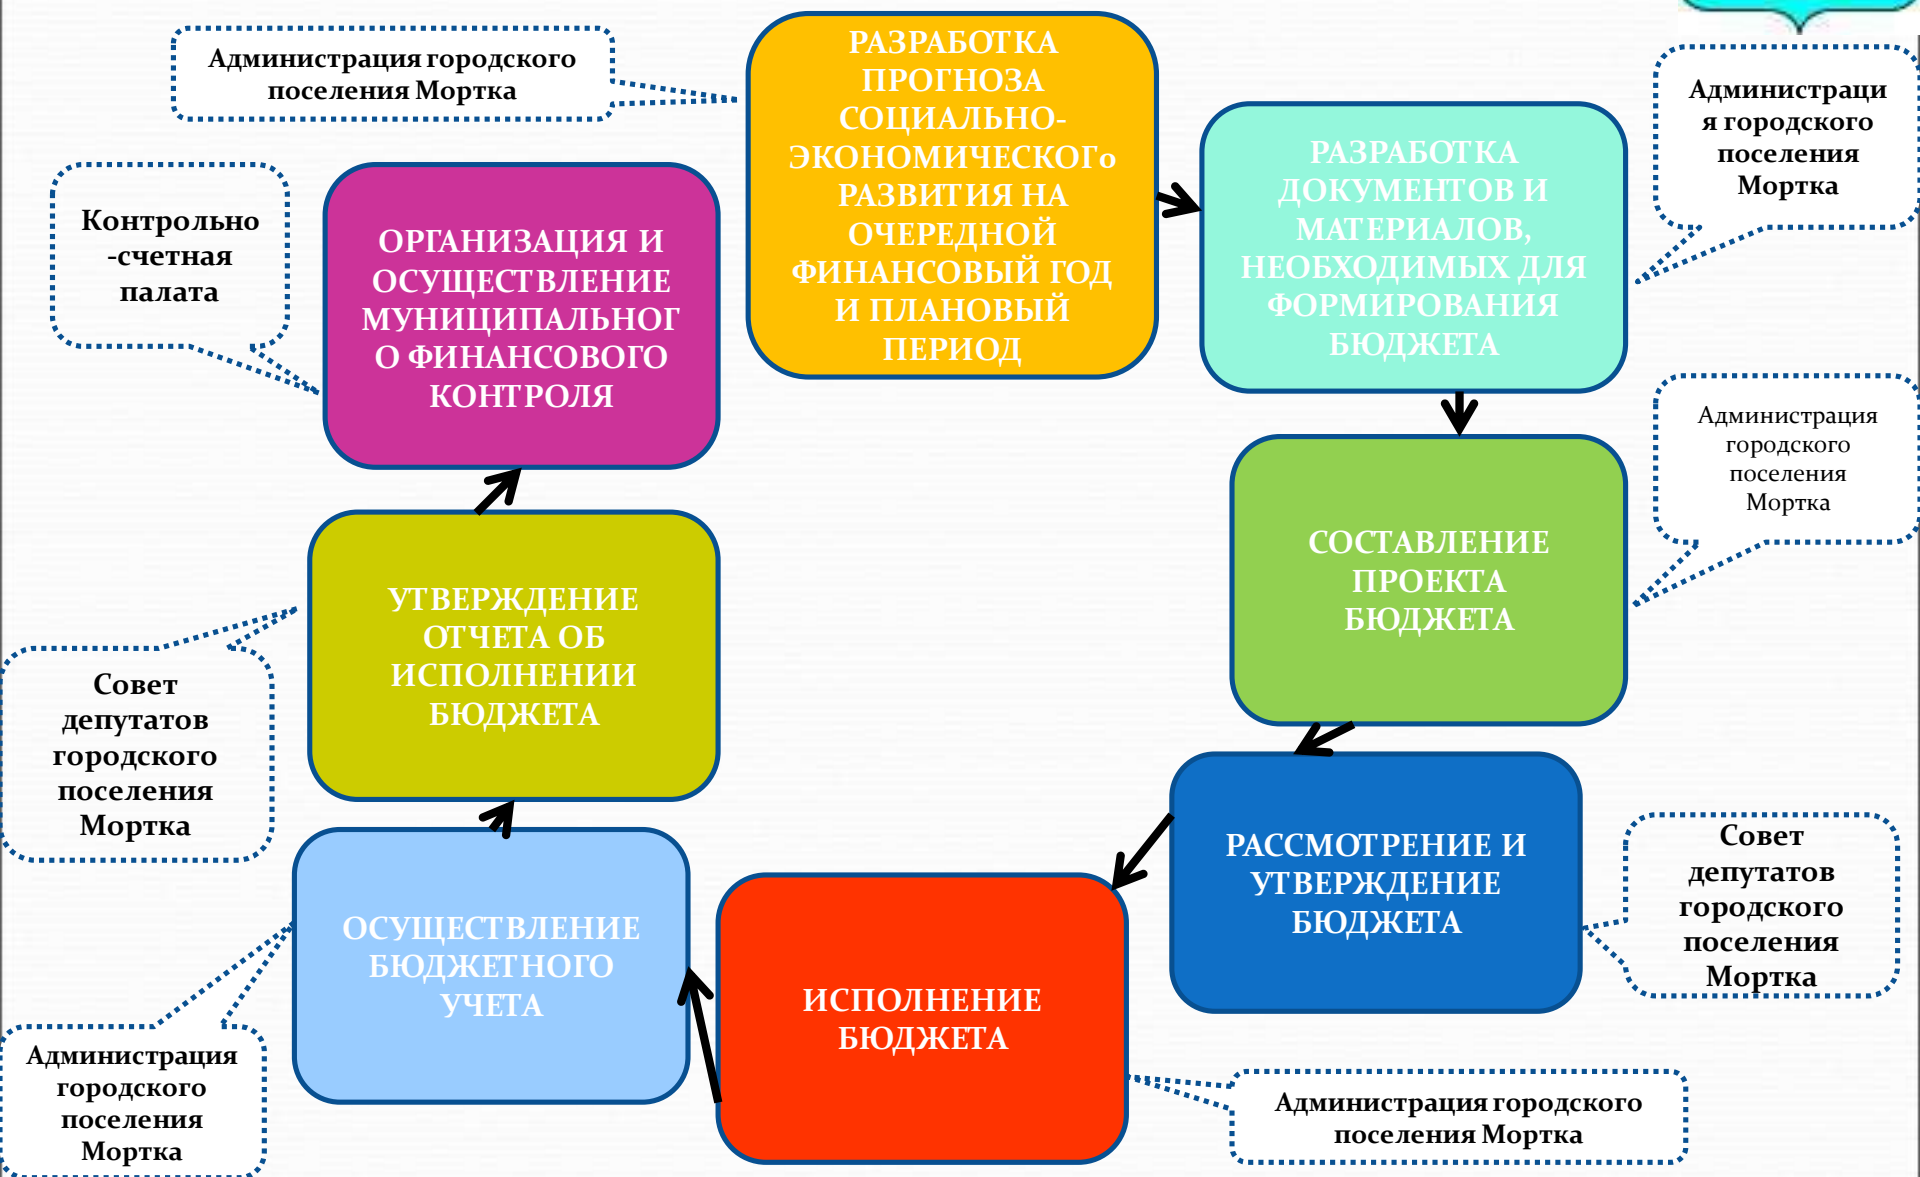 Администрация городского
поселения Мортка
РАЗРАБОТКА
ПРОГНОЗА
СОЦИАЛЬНО-
ЭКОНОМИЧЕСКОГо
РАЗВИТИЯ НА
ОЧЕРЕДНОЙ
ФИНАНСОВЫЙ ГОД
И ПЛАНОВЫЙ
ПЕРИОД
Администраци
я городского
поселения
Мортка
РАЗРАБОТКА
ДОКУМЕНТОВ И
МАТЕРИАЛОВ,
НЕОБХОДИМЫХ ДЛЯ
ФОРМИРОВАНИЯ
БЮДЖЕТА
Администрация
городского
поселения
Мортка
СОСТАВЛЕНИЕ
ПРОЕКТА
БЮДЖЕТА
РАССМОТРЕНИЕ И
УТВЕРЖДЕНИЕ
БЮДЖЕТА
Совет
депутатов
городского
поселения
Мортка
ИСПОЛНЕНИЕ
БЮДЖЕТА
Администрация городского
поселения Мортка
ОСУЩЕСТВЛЕНИЕ
БЮДЖЕТНОГО
УЧЕТА
Администрация
городского
поселения
Мортка
УТВЕРЖДЕНИЕ
ОТЧЕТА ОБ
ИСПОЛНЕНИИ
БЮДЖЕТА
Совет
депутатов
городского
поселения
Мортка
ОРГАНИЗАЦИЯ И
ОСУЩЕСТВЛЕНИЕ
МУНИЦИПАЛЬНОГ
О ФИНАНСОВОГО
КОНТРОЛЯ
Контрольно
-счетная
палата